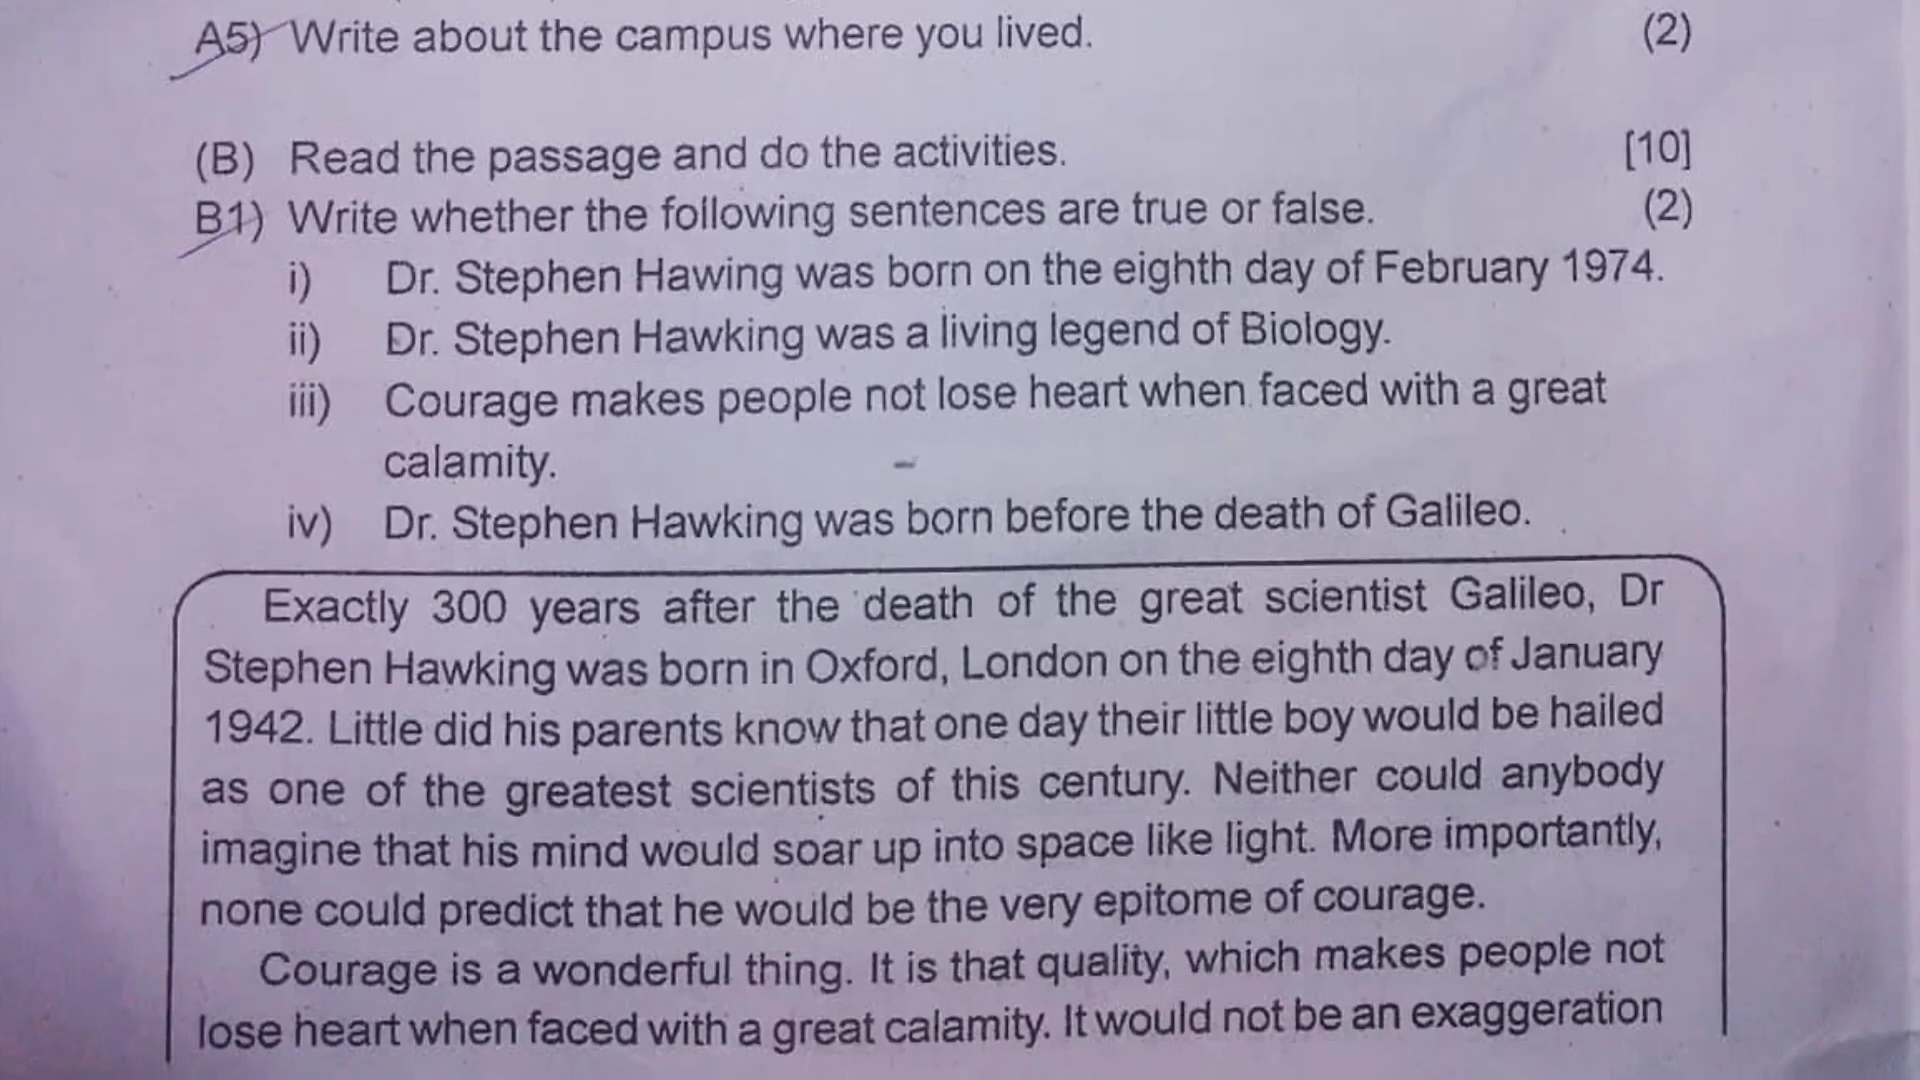 A5) Write about the campus where you lived. (2)
(B) Read the passage and do the activities. [10]
B1) Write whether the following sentences are true or false. (2)
i) Dr. Stephen Hawing was born on the eighth day of February 1974.
ii) Dr. Stephen Hawking was a living legend of Biology.
iii) Courage makes people not lose heart when faced with a great
calamity.
iv) Dr. Stephen Hawking was born before the death of Galileo.
Exactly 300 years after the death of the great scientist Galileo, Dr
Stephen Hawking was born in Oxford, London on the eighth day of January
1942. Little did his parents know that one day their little boy would be hailed
as one of the greatest scientists of this century. Neither could anybody
imagine that his mind would soar up into space like light. More importantly,
none could predict that he would be the very epitome of courage.
Courage is a wonderful thing. It is that quality, which makes people not
lose heart when faced with a great calamity. It would not be an exaggeration